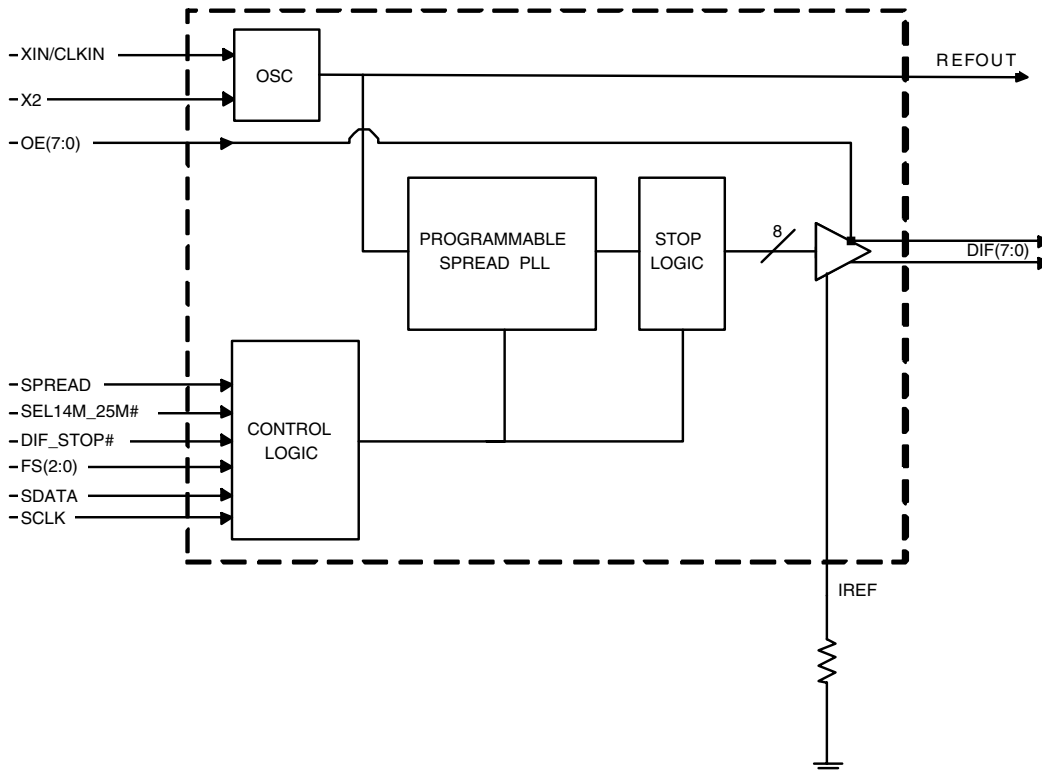 XIN/CLKIN
X2
OE(7:0)
OSC
REFOUT
PROGRAMMABLE
SPREAD PLL
STOP
LOGIC
8
DIF(7:0)
SPREAD
SEL14M_25M#
DIF_STOP#
FS(2:0)
SDATA
SCLK
CONTROL
LOGIC
IREF